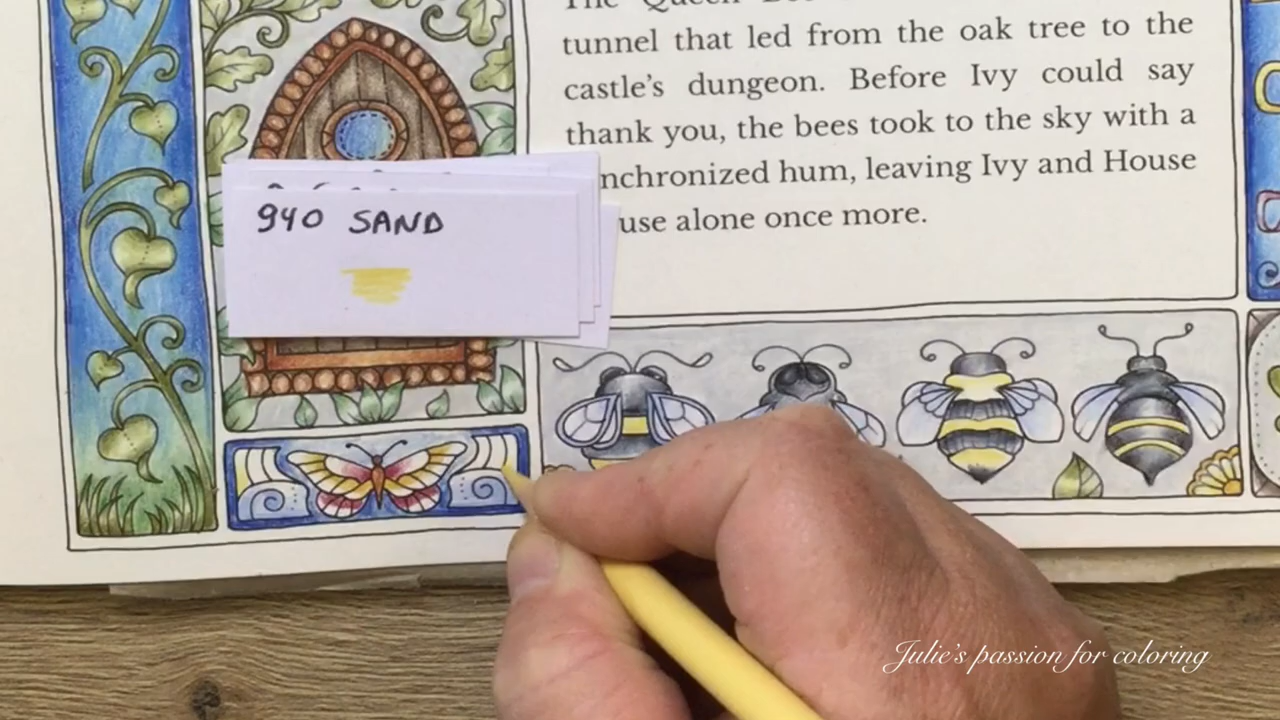 The Queen
tunnel that led from the oak tree to the
castle's dungeon. Before Ivy could say
thank you, the bees took to the sky with a
nchronized hum, leaving Ivy and House
use alone once more.
940 SAND
Julie's passion for coloring